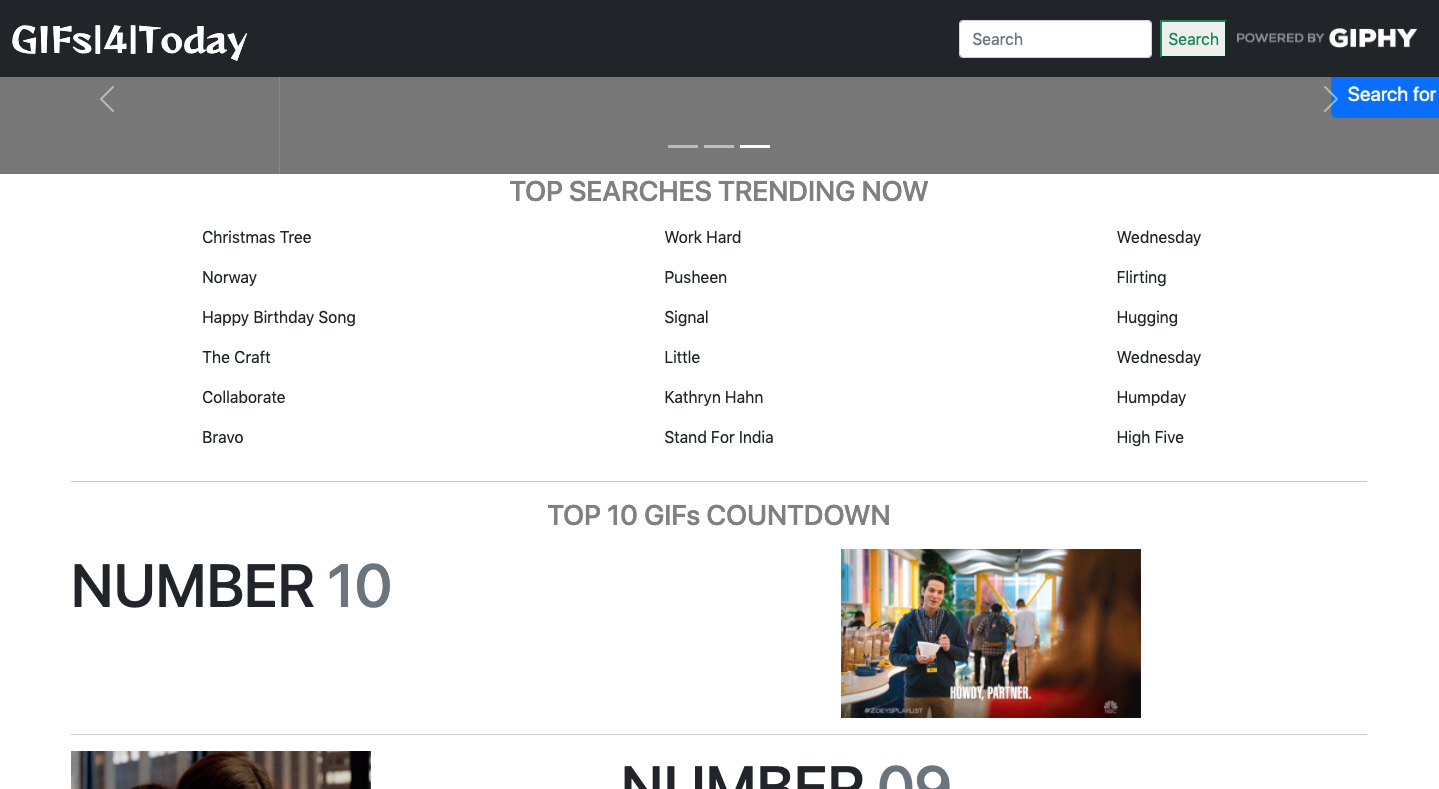 GIFs|4|Today
Search
Search
POWERED BY GIPHY
Search for
TOP SEARCHES TRENDING NOW
Christmas Tree
Work Hard
Wednesday
Norway
Pusheen
Flirting
Happy Birthday Song
Signal
Hugging
The Craft
Little
Wednesday
Collaborate
Kathryn Hahn
Humpday
Bravo
Stand For India
High Five
TOP 10 GIFs COUNTDOWN
NUMBER 10
HOWDY, PARTNER.
#ZOEYSPLAYLIST
NBC
NUMBER 09